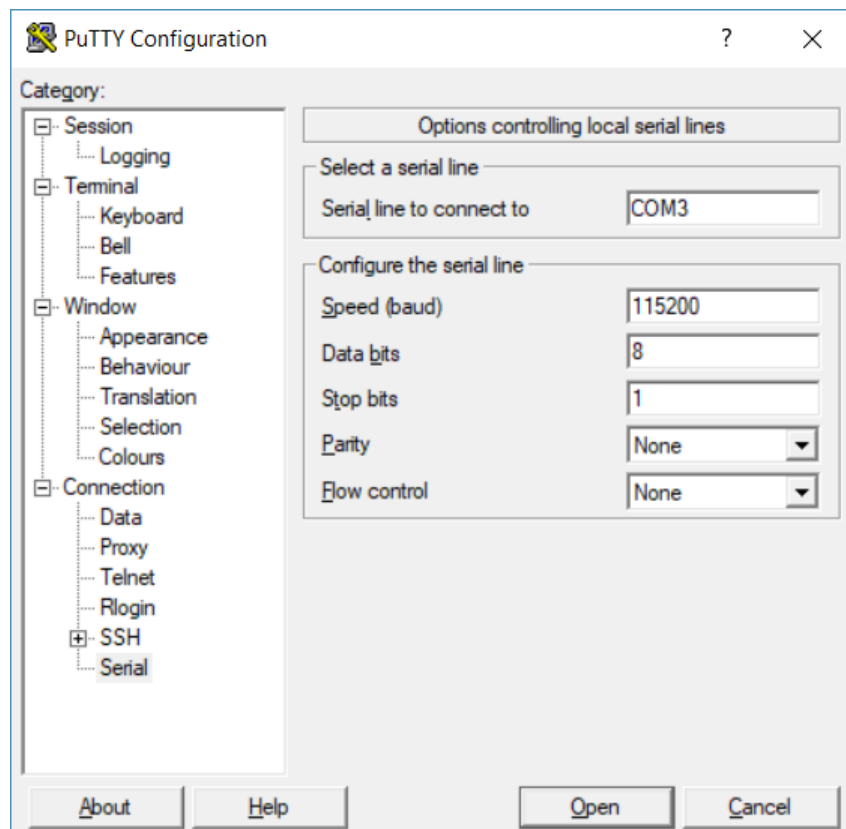 PuTTY Configuration
?
Category:
Session
Logging
Terminal
Keyboard
Bell
Features
Window
Appearance
Behaviour
Translation
Selection
Colours
Connection
Data
Proxy
Telnet
Rlogin
SSH
Serial
Options controlling local serial lines
Select a serial line
Serial line to connect to COM3
Configure the serial line
Speed (baud) 115200
Data bits 8
Stop bits 1
Parity None
Flow control None
About Help Open Cancel